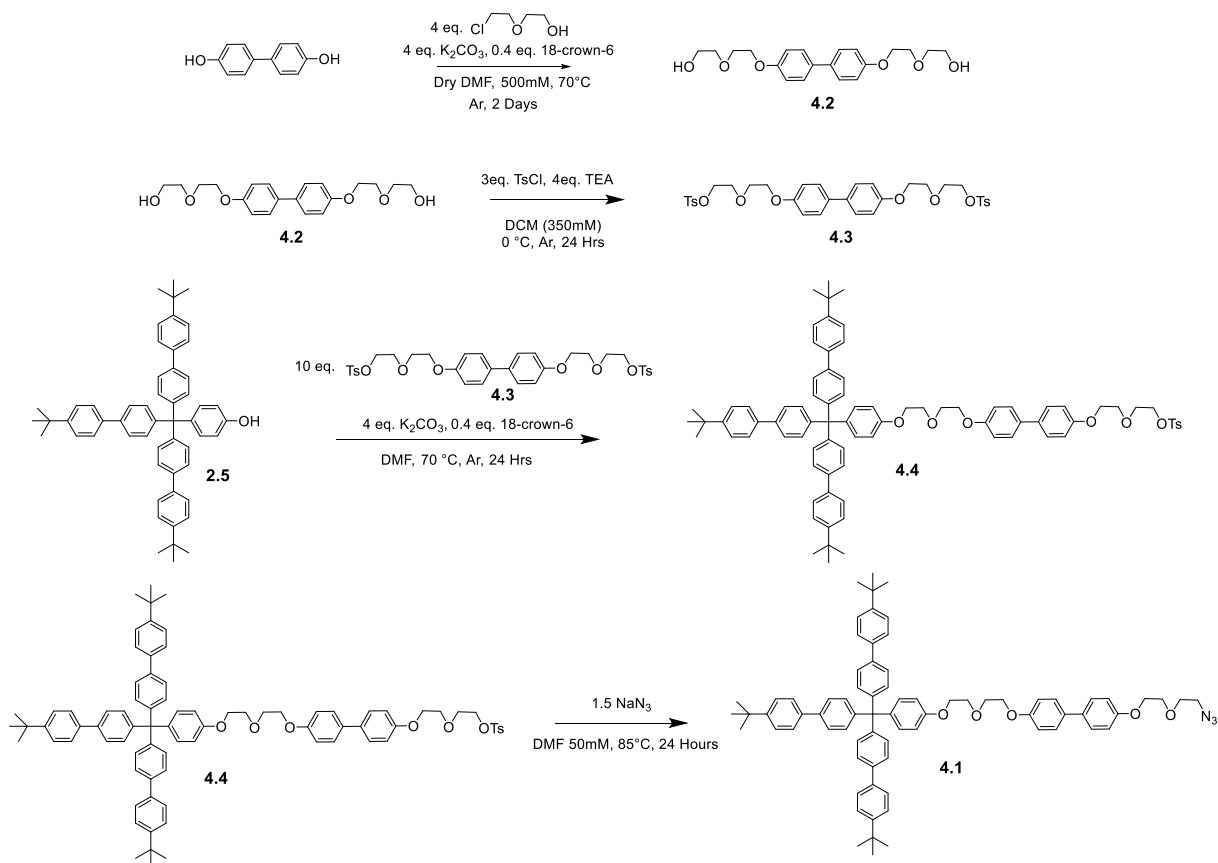 4 eq. Cl O OH
4 eq. K₂CO₃, 0.4 eq. 18-crown-6
HO OH
Dry DMF, 500mM, 70°C
Ar, 2 Days
HO O O O O OH
4.2
HO O O O O OH
4.2
3eq. TsCl, 4eq. TEA
DCM (350mM)
0 °C, Ar, 24 Hrs
Ts O O O O O OTs
4.3
OH
2.5
10 eq. TsO O O O O OTs
4.3
4 eq. K₂CO₃, 0.4 eq. 18-crown-6
DMF, 70 °C, Ar, 24 Hrs
O O O O O OTs
4.4
O O O O O OTs
4.4
1.5 NaN₃
DMF 50mM, 85°C, 24 Hours
O O O O O N₃
4.1